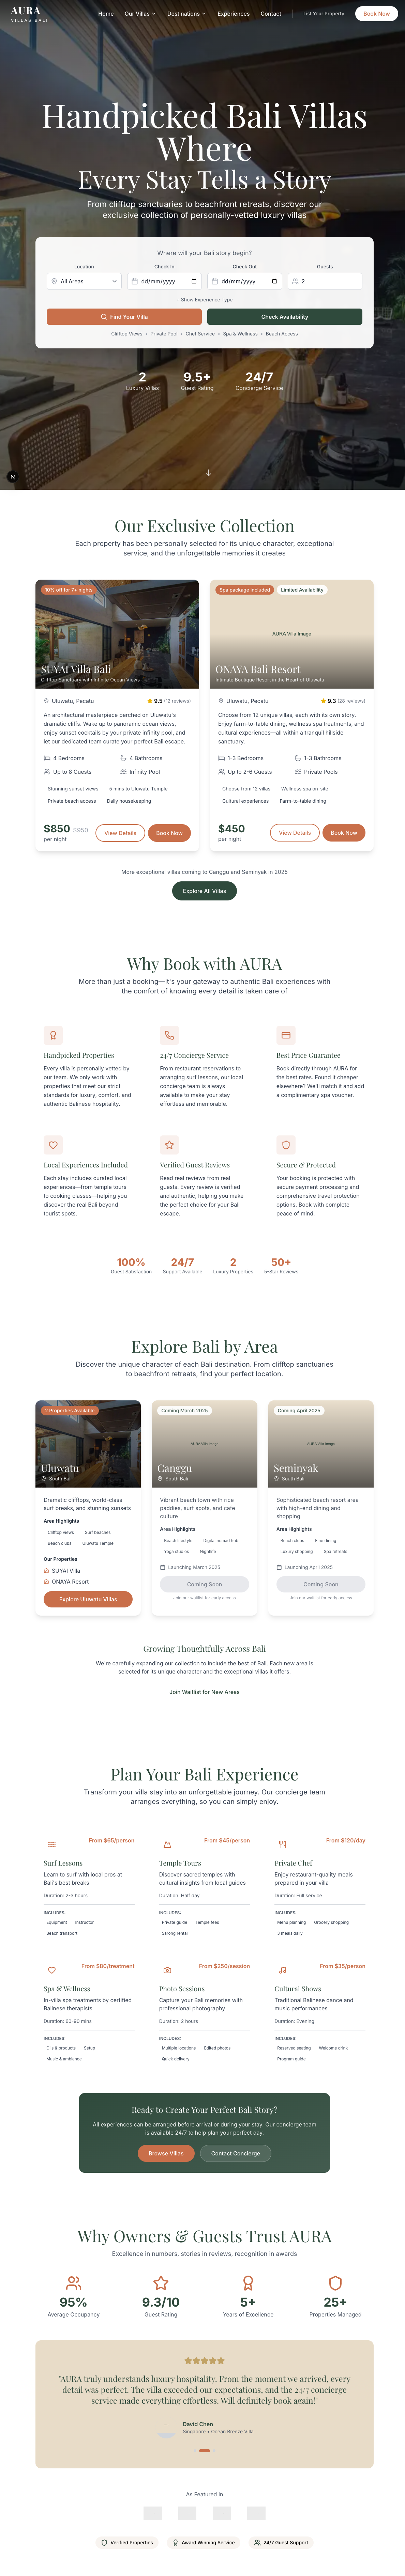 AURA
VILLAS BALI
Home
Our Villas
Destinations
Experiences
Contact
List Your Property
Book Now
Handpicked Bali Villas
Where
Every Stay Tells a Story
From clifftop sanctuaries to beachfront retreats, discover our
exclusive collection of personally-vetted luxury villas
Where will your Bali story begin?
Location
Check In
Check Out
Guests
All Areas
dd/mm/yyyy
dd/mm/yyyy
2
+ Show Experience Type
Find Your Villa
Check Availability
Clifftop Views • Private Pool • Chef Service • Spa & Wellness • Beach Access
2
Luxury Villas
9.5+
Guest Rating
24/7
Concierge Service
N
Our Exclusive Collection
Each property has been personally selected for its unique character, exceptional
service, and the unforgettable memories it creates
10% off for 7+ nights
SUYAI Villa Bali
Clifftop Sanctuary with Infinite Ocean Views
Uluwatu, Pecatu
9.5 (12 reviews)
An architectural masterpiece perched on Uluwatu's
dramatic cliffs. Wake up to panoramic ocean views,
enjoy sunset cocktails by your private infinity pool, and
let our dedicated team curate your perfect Bali escape.
4 Bedrooms
4 Bathrooms
Up to 8 Guests
Infinity Pool
Stunning sunset views
5 mins to Uluwatu Temple
Private beach access
Daily housekeeping
$850 $950
per night
View Details
Book Now
Spa package included
Limited Availability
AURA Villa Image
ONAYA Bali Resort
Intimate Boutique Resort in the Heart of Uluwatu
Uluwatu, Pecatu
9.3 (28 reviews)
Choose from 12 unique villas, each with its own story.
Enjoy farm-to-table dining, wellness spa treatments, and
cultural experiences—all within a tranquil hillside
sanctuary.
1-3 Bedrooms
1-3 Bathrooms
Up to 2-6 Guests
Private Pools
Choose from 12 villas
Wellness spa on-site
Cultural experiences
Farm-to-table dining
$450
per night
View Details
Book Now
More exceptional villas coming to Canggu and Seminyak in 2025
Explore All Villas
Why Book with AURA
More than just a booking—it's your gateway to authentic Bali experiences with
the comfort of knowing every detail is taken care of
Handpicked Properties
Every villa is personally vetted by
our team. We only work with
properties that meet our strict
standards for luxury, comfort, and
authentic Balinese hospitality.
24/7 Concierge Service
From restaurant reservations to
arranging surf lessons, our local
concierge team is always
available to make your stay
effortless and memorable.
Best Price Guarantee
Book directly through AURA for
the best rates. Found it cheaper
elsewhere? We'll match it and add
a complimentary spa voucher.
Local Experiences Included
Each stay includes curated local
experiences—from temple tours
to cooking classes—helping you
discover the real Bali beyond
tourist spots.
Verified Guest Reviews
Read real reviews from real
guests. Every review is verified
and authentic, helping you make
the perfect choice for your Bali
escape.
Secure & Protected
Your booking is protected with
secure payment processing and
comprehensive travel protection
options. Book with complete
peace of mind.
100%
Guest Satisfaction
24/7
Support Available
2
Luxury Properties
50+
5-Star Reviews
Explore Bali by Area
Discover the unique character of each Bali destination. From clifftop sanctuaries
to beachfront retreats, find your perfect location.
2 Properties Available
Uluwatu
South Bali
Dramatic clifftops, world-class
surf breaks, and stunning sunsets
Area Highlights
Clifftop views
Surf beaches
Beach clubs
Uluwatu Temple
Our Properties
SUYAI Villa
ONAYA Resort
Explore Uluwatu Villas
Coming March 2025
AURA Villa Image
Canggu
South Bali
Vibrant beach town with rice
paddies, surf spots, and cafe
culture
Area Highlights
Beach lifestyle
Digital nomad hub
Yoga studios
Nightlife
Launching March 2025
Coming Soon
Join our waitlist for early access
Coming April 2025
AURA Villa Image
Seminyak
South Bali
Sophisticated beach resort area
with high-end dining and
shopping
Area Highlights
Beach clubs
Fine dining
Luxury shopping
Spa retreats
Launching April 2025
Coming Soon
Join our waitlist for early access
Growing Thoughtfully Across Bali
We're carefully expanding our collection to include the best of Bali. Each new area is
selected for its unique character and the exceptional villas it offers.
Join Waitlist for New Areas
Plan Your Bali Experience
Transform your villa stay into an unforgettable journey. Our concierge team
arranges everything, so you can simply enjoy.
From $65/person
Surf Lessons
Learn to surf with local pros at
Bali's best breaks
Duration: 2-3 hours
INCLUDES:
Equipment
Instructor
Beach transport
From $45/person
Temple Tours
Discover sacred temples with
cultural insights from local guides
Duration: Half day
INCLUDES:
Private guide
Temple fees
Sarong rental
From $120/day
Private Chef
Enjoy restaurant-quality meals
prepared in your villa
Duration: Full service
INCLUDES:
Menu planning
Grocery shopping
3 meals daily
From $80/treatment
Spa & Wellness
In-villa spa treatments by certified
Balinese therapists
Duration: 60-90 mins
INCLUDES:
Oils & products
Setup
Music & ambiance
From $250/session
Photo Sessions
Capture your Bali memories with
professional photography
Duration: 2 hours
INCLUDES:
Multiple locations
Edited photos
Quick delivery
From $35/person
Cultural Shows
Traditional Balinese dance and
music performances
Duration: Evening
INCLUDES:
Reserved seating
Welcome drink
Program guide
Ready to Create Your Perfect Bali Story?
All experiences can be arranged before arrival or during your stay. Our concierge team
is available 24/7 to help plan your perfect day.
Browse Villas
Contact Concierge
Why Owners & Guests Trust AURA
Excellence in numbers, stories in reviews, recognition in awards
95%
Average Occupancy
9.3/10
Guest Rating
5+
Years of Excellence
25+
Properties Managed
"AURA truly understands luxury hospitality. From the moment we arrived, every
detail was perfect. The villa exceeded our expectations, and the 24/7 concierge
service made everything effortless. Will definitely book again!"
David Chen
Singapore • Ocean Breeze Villa
As Featured In
Verified Properties
Award Winning Service
24/7 Guest Support